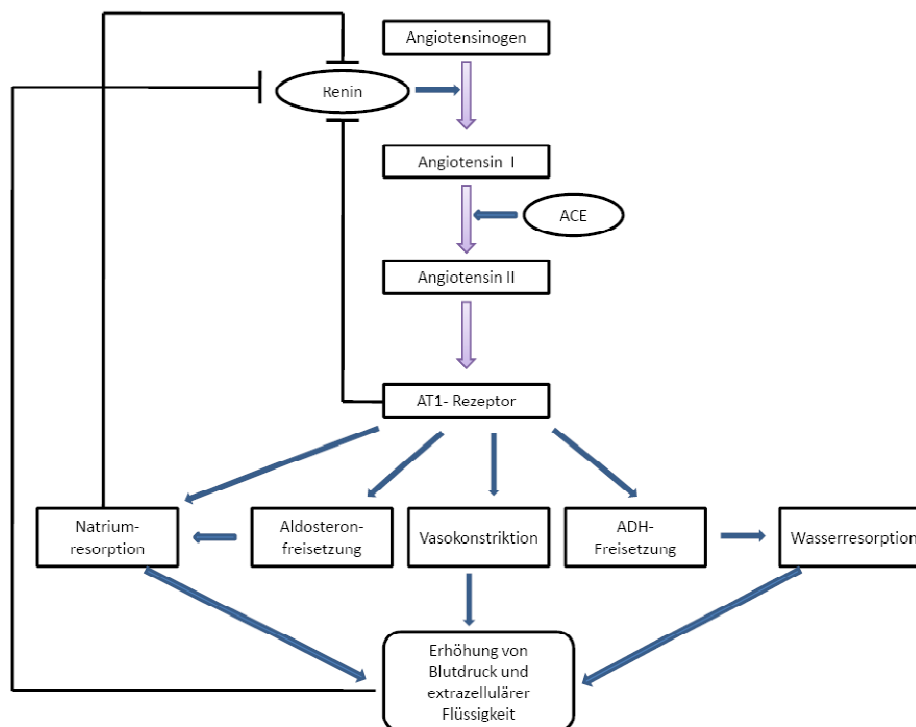 Angiotensinogen
Renin
Angiotensin I
ACE
Angiotensin II
AT1- Rezeptor
Natrium-
resorption
Aldosteron-
freisetzung
Vasokonstriktion
ADH-
Freisetzung
Wasserresorption
Erhöhung von
Blutdruck und
extrazellulärer
Flüssigkeit